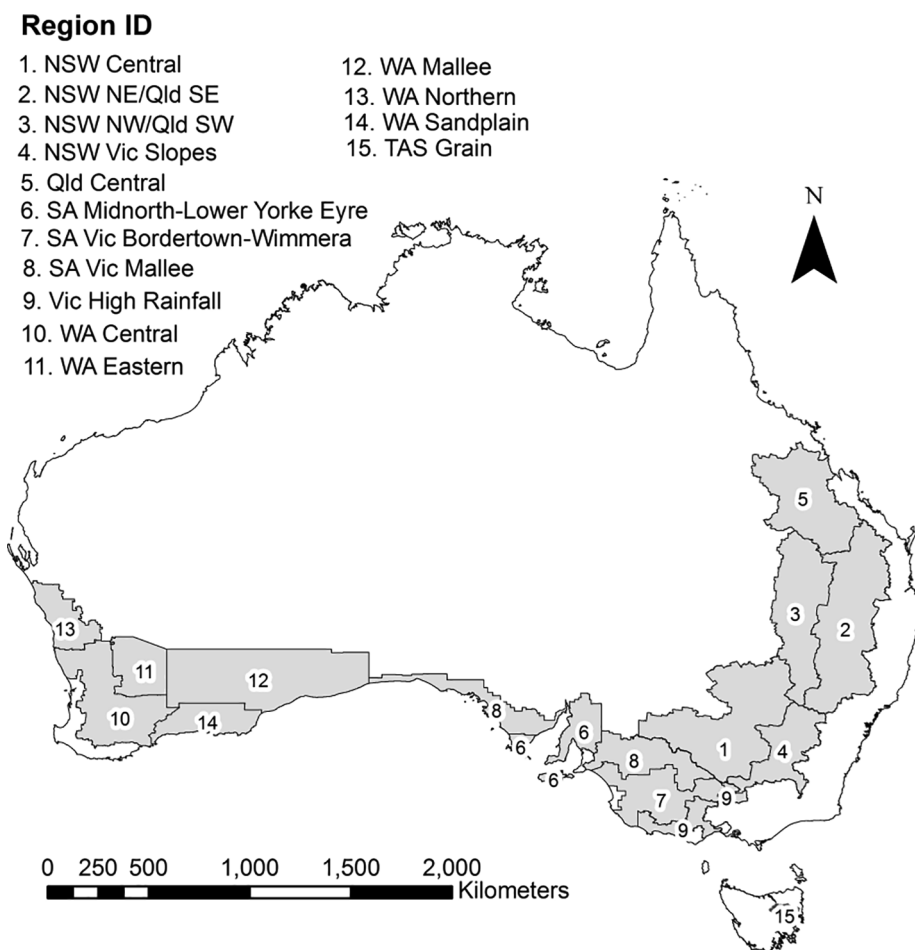 Region ID
1. NSW Central
2. NSW NE/Qld SE
3. NSW NW/Qld SW
4. NSW Vic Slopes
5. Qld Central
6. SA Midnorth-Lower Yorke Eyre
7. SA Vic Bordertown-Wimmera
8. SA Vic Mallee
9. Vic High Rainfall
10. WA Central
11. WA Eastern
12. WA Mallee
13. WA Northern
14. WA Sandplain
15. TAS Grain
N
5
3
2
13
11
12
10
14
8
6
6
6
8
1
4
7
9
9
15
0 250 500 1,000 1,500 2,000
Kilometers